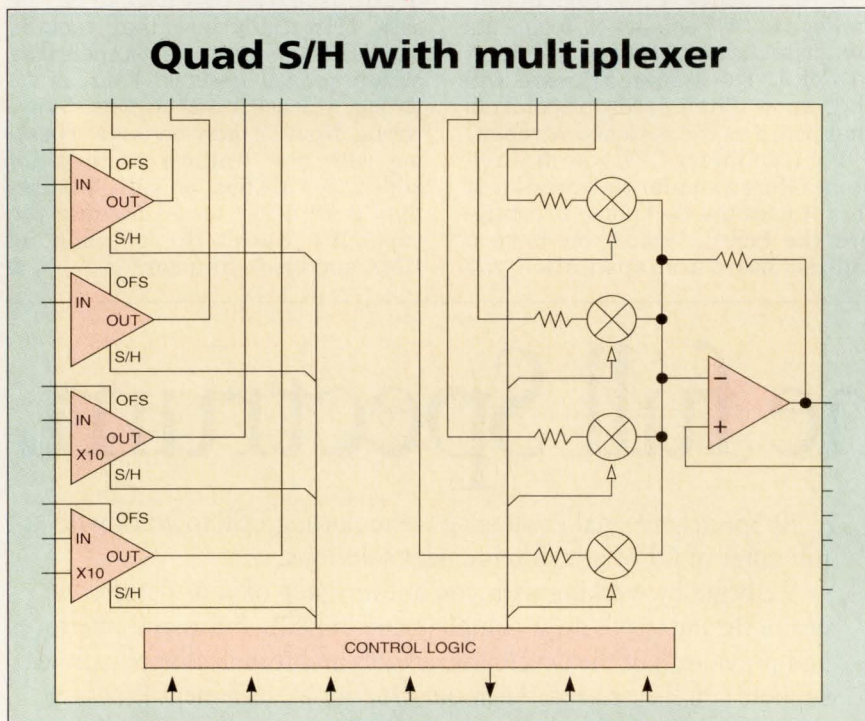 Quad S/H with multiplexer
OFS
IN
OUT
S/H
OFS
IN
OUT
S/H
OFS
IN
OUT
X10
S/H
OFS
IN
OUT
X10
S/H
−
+
CONTROL LOGIC